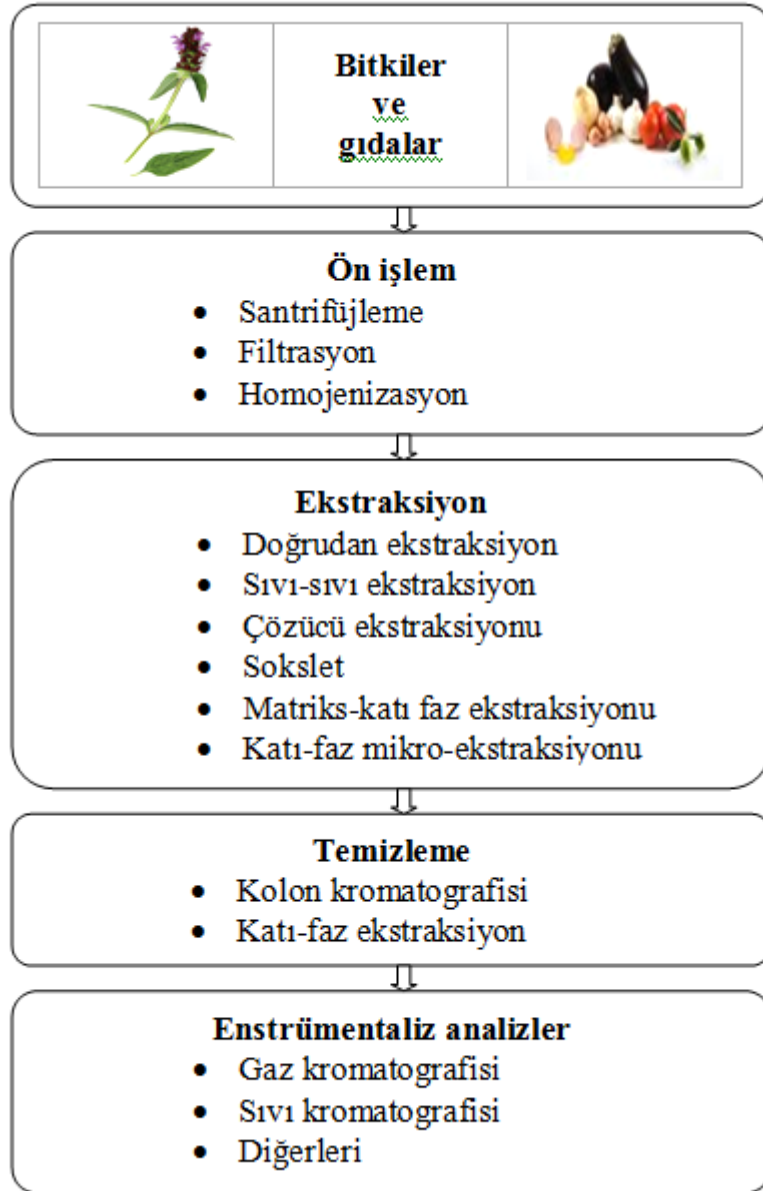 Bitkiler
ve
gıdalar
Ön işlem
• Santrifüjleme
• Filtrasyon
• Homojenizasyon
Ekstraksiyon
• Doğrudan ekstraksiyon
• Sıvı-sıvı ekstraksiyon
• Çözücü ekstraksiyonu
• Sokslet
• Matriks-katı faz ekstraksiyonu
• Katı-faz mikro-ekstraksiyonu
Temizleme
• Kolon kromatografisi
• Katı-faz ekstraksiyon
Enstrümentaliz analizler
• Gaz kromatografisi
• Sıvı kromatografisi
• Diğerleri